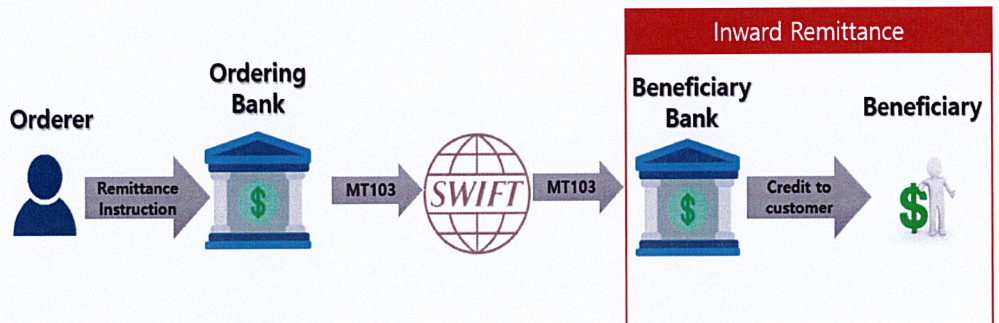 Inward Remittance
Orderer
Ordering
Bank
Beneficiary
Bank
Beneficiary
Remittance
Instruction
$
MT103
SWIFT
MT103
$
Credit to
customer
$